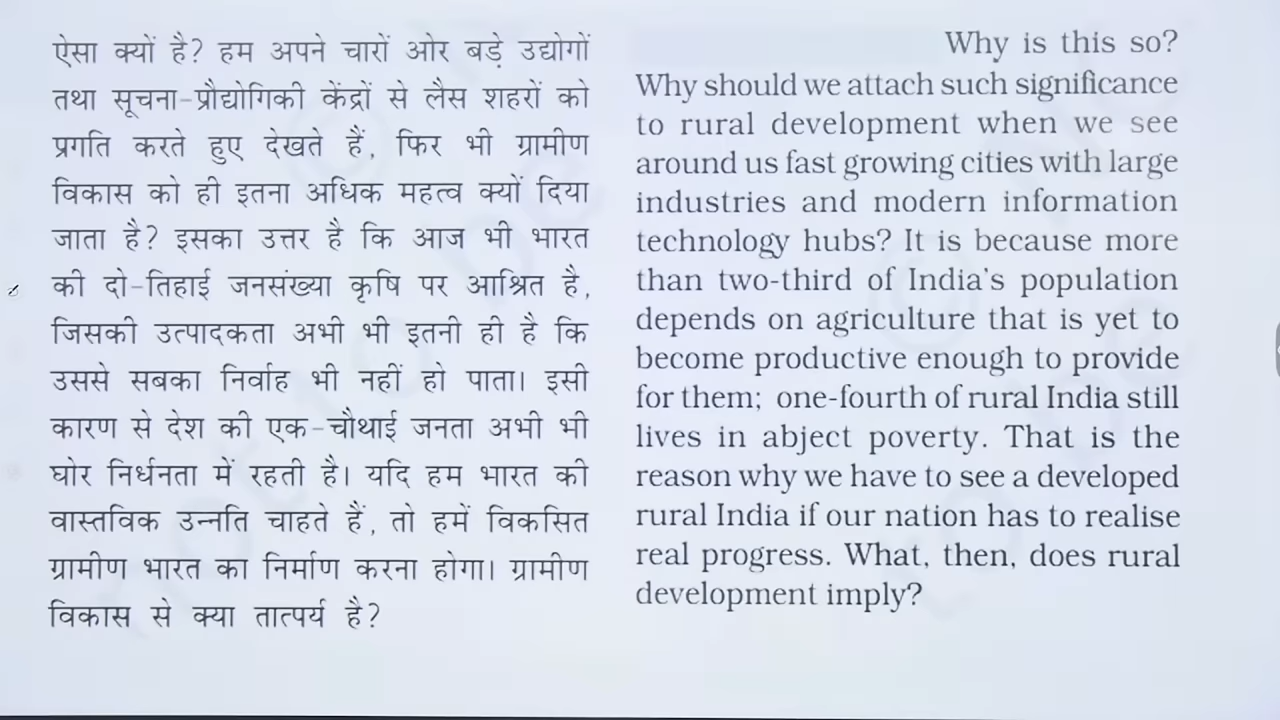 ऐसा क्यों है? हम अपने चारों ओर बड़े उद्योगों
तथा सूचना-प्रौद्योगिकी केंद्रों से लैस शहरों को
प्रगति करते हुए देखते हैं, फिर भी ग्रामीण
विकास को ही इतना अधिक महत्व क्यों दिया
जाता है? इसका उत्तर है कि आज भी भारत
की दो-तिहाई जनसंख्या कृषि पर आश्रित है,
जिसकी उत्पादकता अभी भी इतनी ही है कि
उससे सबका निर्वाह भी नहीं हो पाता। इसी
कारण से देश की एक-चौथाई जनता अभी भी
घोर निर्धनता में रहती है। यदि हम भारत की
वास्तविक उन्नति चाहते हैं, तो हमें विकसित
ग्रामीण भारत का निर्माण करना होगा। ग्रामीण
विकास से क्या तात्पर्य है?
Why is this so?
Why should we attach such significance
to rural development when we see
around us fast growing cities with large
industries and modern information
technology hubs? It is because more
than two-third of India's population
depends on agriculture that is yet to
become productive enough to provide
for them; one-fourth of rural India still
lives in abject poverty. That is the
reason why we have to see a developed
rural India if our nation has to realise
real progress. What, then, does rural
development imply?